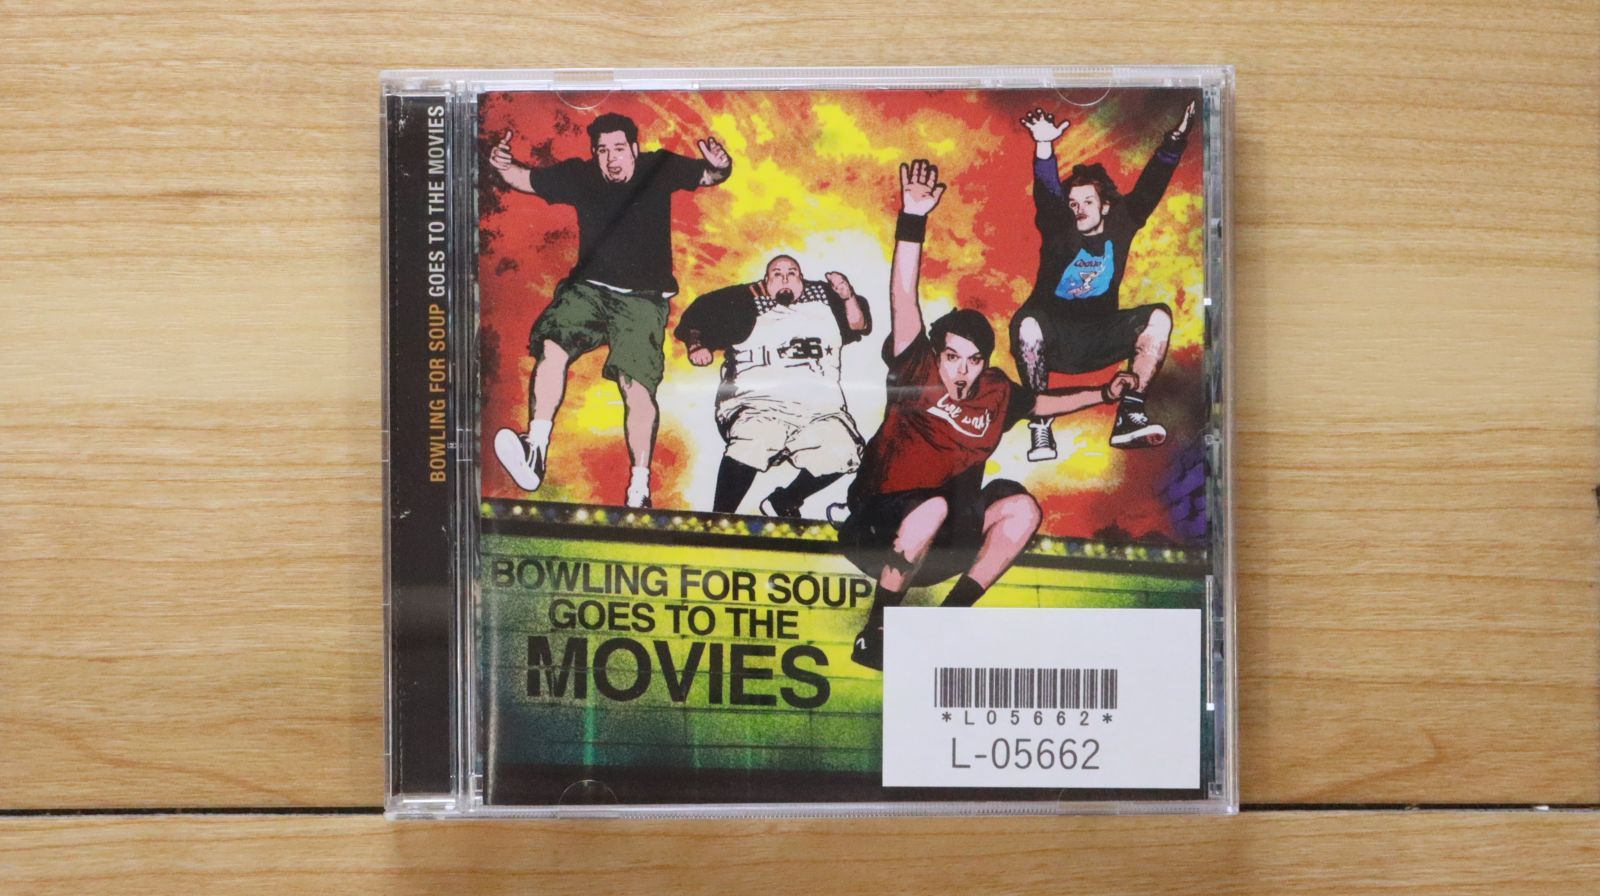 BOWLING FOR SOUP GOES TO THE MOVIES
36
BOWLING FOR SOUP
GOES TO THE
MOVIES
*L05662*
L-05662